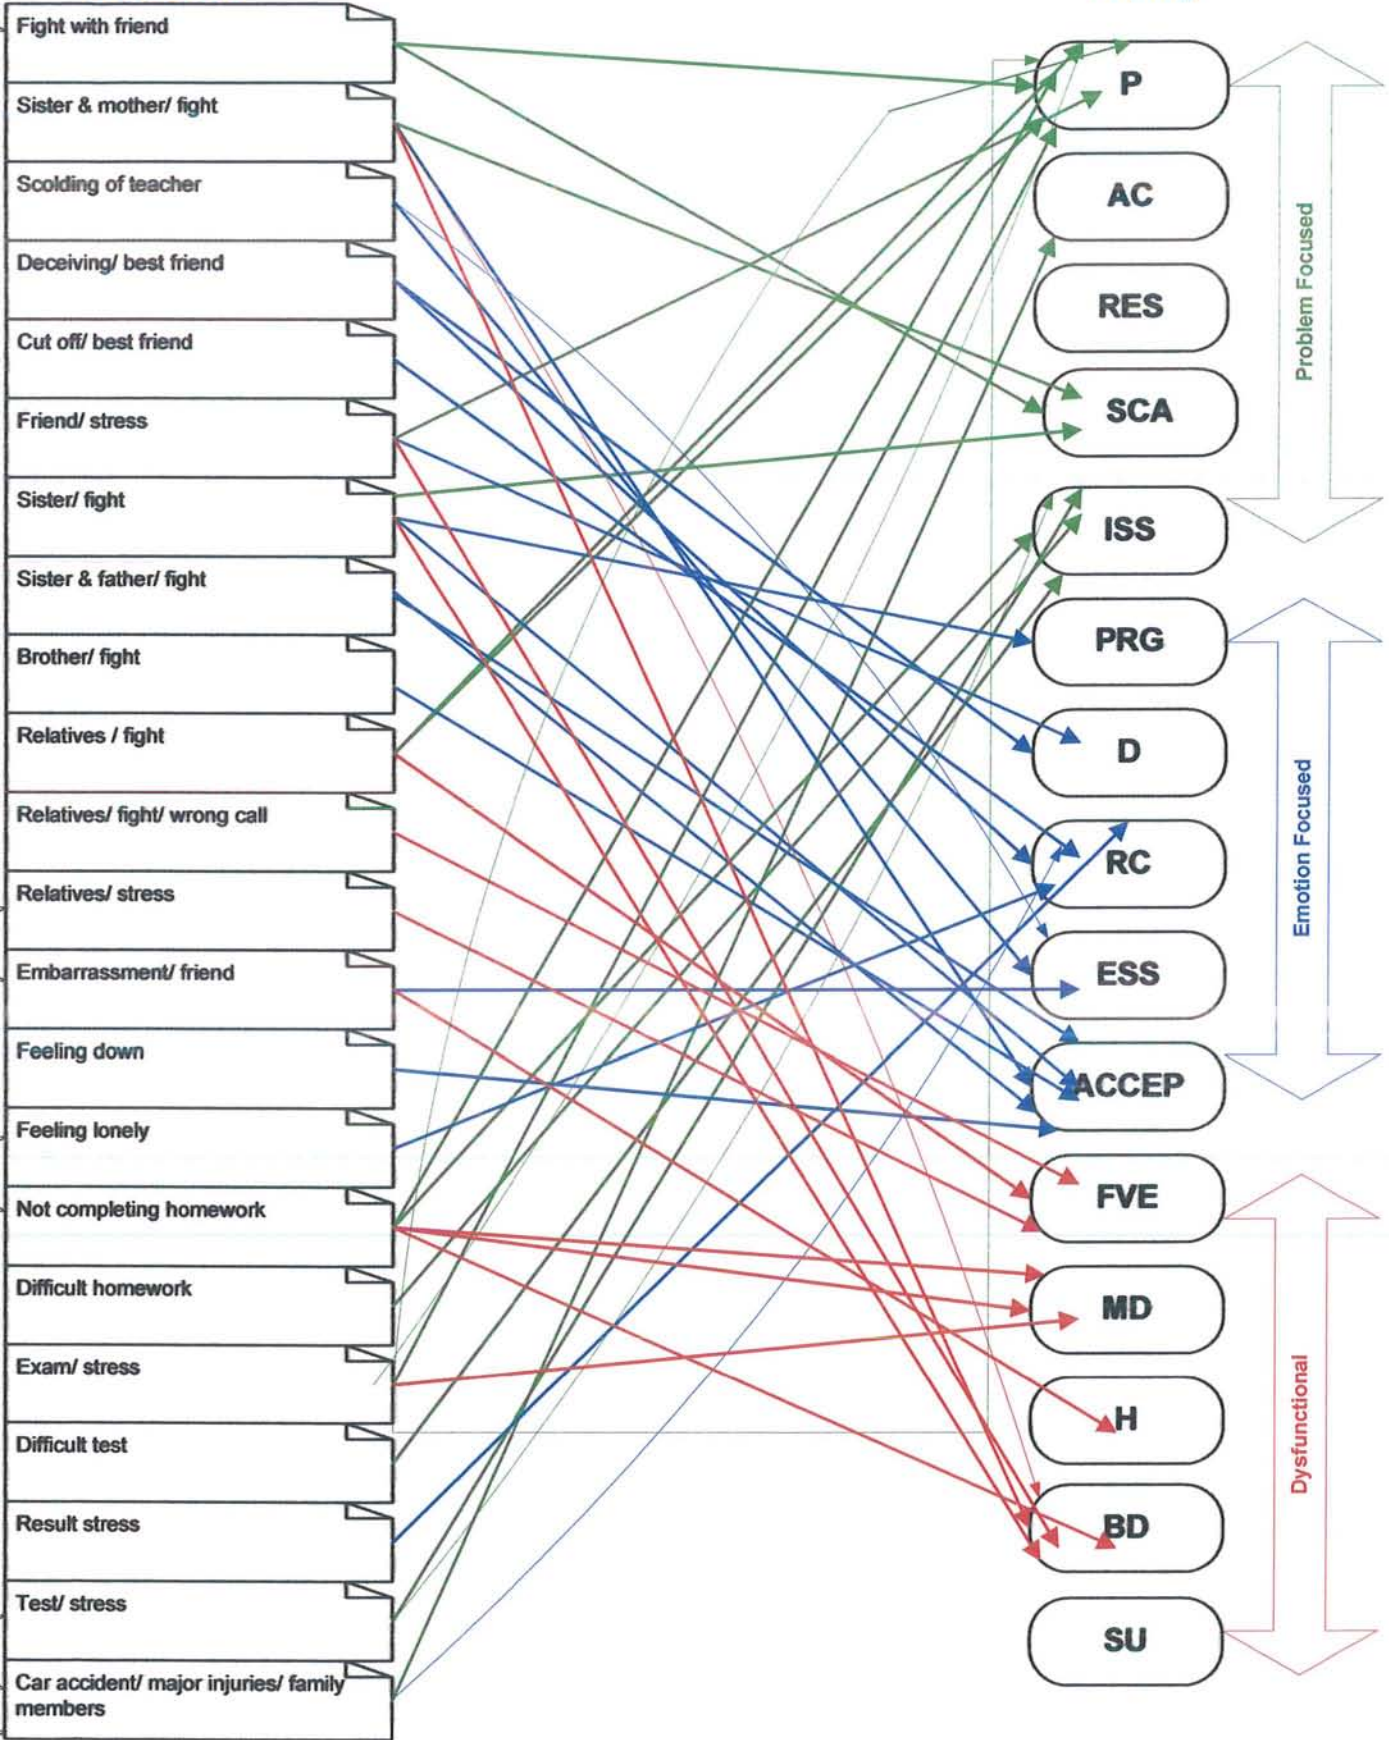 Fight with friend
Sister & mother/ fight
Scolding of teacher
Deceiving/ best friend
Cut off/ best friend
Friend/ stress
Sister/ fight
Sister & father/ fight
Brother/ fight
Relatives / fight
Relatives/ fight/ wrong call
Relatives/ stress
Embarrassment/ friend
Feeling down
Feeling lonely
Not completing homework
Difficult homework
Exam/ stress
Difficult test
Result stress
Test/ stress
Car accident/ major injuries/ family
members
P
AC
RES
SCA
ISS
PRG
D
RC
ESS
ACCEP
FVE
MD
H
BD
SU
Problem Focused
Emotion Focused
Dysfunctional